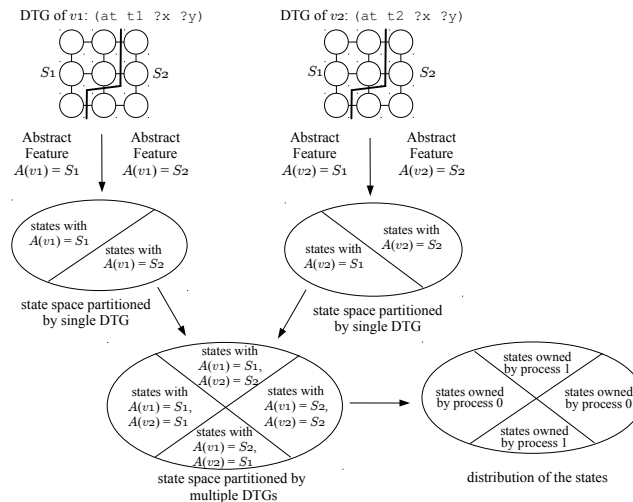 DTG of v1: (at t1 ?x ?y)
S1
S2
Abstract
Feature
A(v1) = S1
Abstract
Feature
A(v1) = S2
DTG of v2: (at t2 ?x ?y)
S1
S2
Abstract
Feature
A(v2) = S1
Abstract
Feature
A(v2) = S2
states with
A(v1) = S1
states with
A(v1) = S2
state space partitioned
by single DTG
states with
A(v2) = S2
states with
A(v2) = S1
state space partitioned
by single DTG
states with
A(v1) = S1,
A(v2) = S2
states with
A(v1) = S1,
A(v2) = S1
states with
A(v1) = S2,
A(v2) = S2
states with
A(v1) = S2,
A(v2) = S1
state space partitioned by
multiple DTGs
states owned
by process 1
states owned
by process 0
states owned
by process 0
states owned
by process 1
distribution of the states